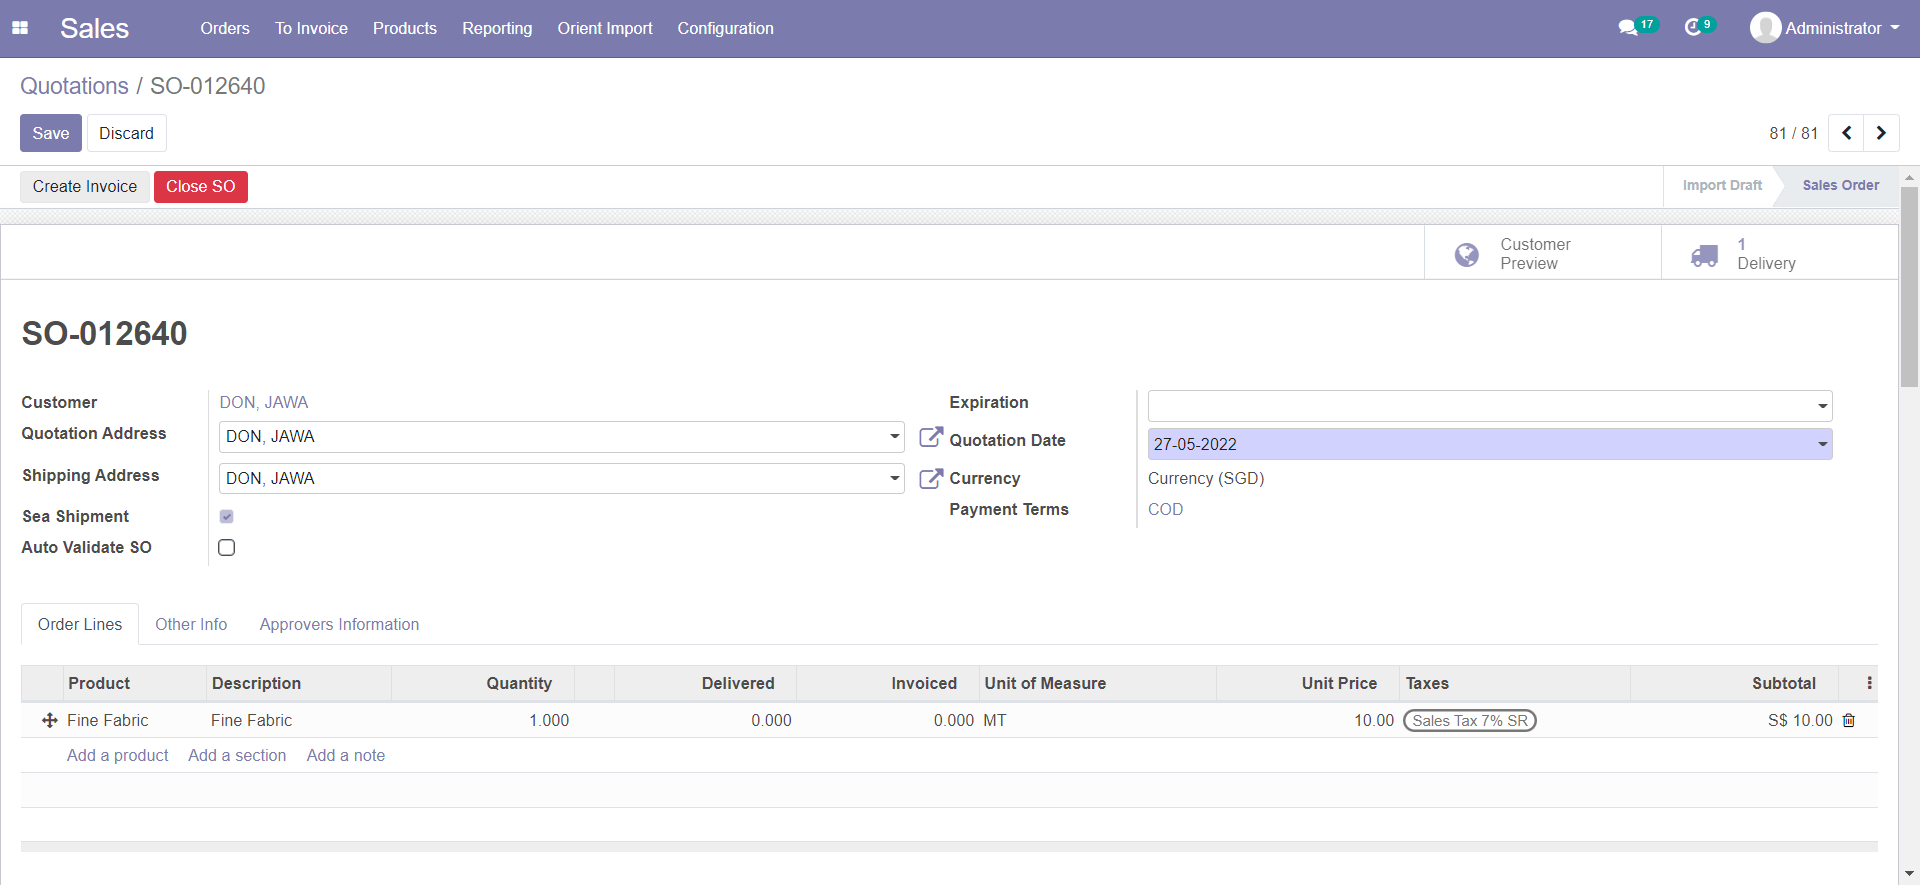 Sales Orders To Invoice Products Reporting Orient Import Configuration 17 9 Administrator
Quotations / SO-012640
Save Discard 81 / 81
Create Invoice Close SO Import Draft Sales Order
Customer Preview
1 Delivery
SO-012640
Customer DON, JAWA
Quotation Address DON, JAWA
Shipping Address DON, JAWA
Sea Shipment
Auto Validate SO
Expiration
Quotation Date 27-05-2022
Currency Currency (SGD)
Payment Terms COD
Order Lines Other Info Approvers Information
Product Description Quantity Delivered Invoiced Unit of Measure Unit Price Taxes Subtotal
Fine Fabric Fine Fabric 1.000 0.000 0.000 MT 10.00 Sales Tax 7% SR S$ 10.00
Add a product Add a section Add a note